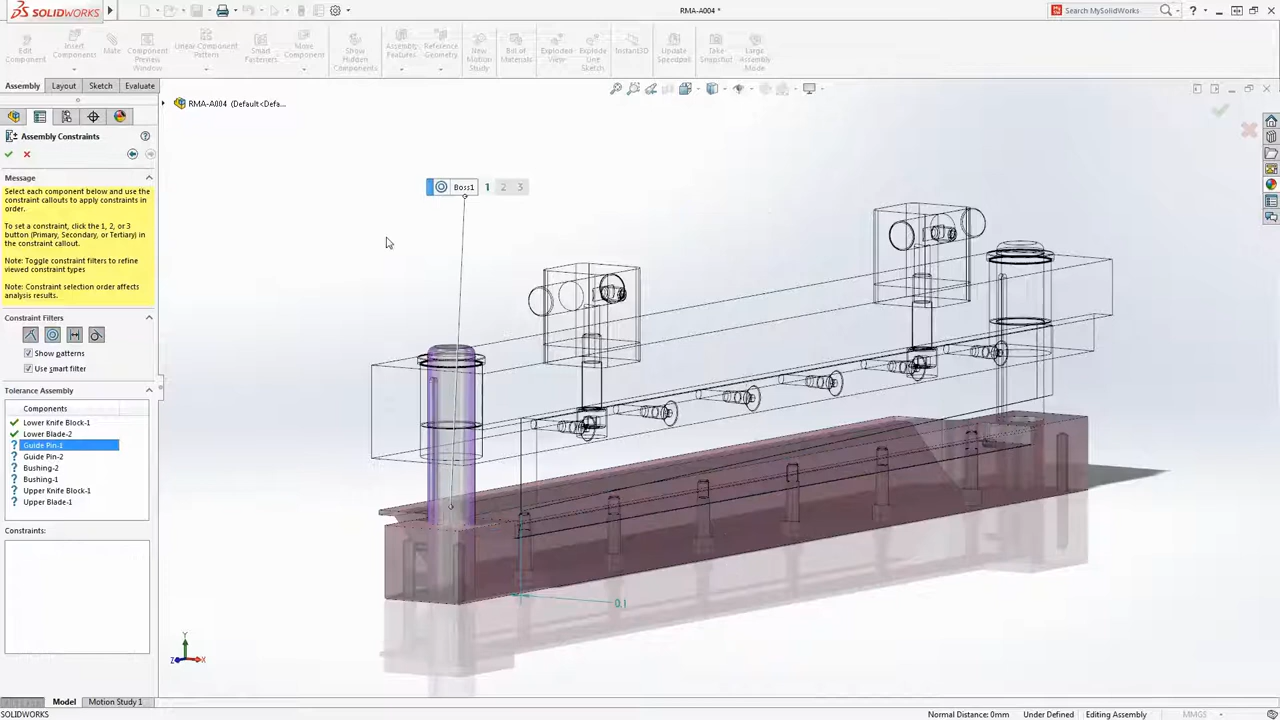 SOLIDWORKS
RMA-A004 *
Search MySolidWorks
Edit Component
Insert Components
Mate
Component Preview Window
Linear Component Pattern
Smart Fasteners
Move Component
Show Hidden Components
Assembly Features
Reference Geometry
New Motion Study
Bill of Materials
Exploded View
Explode Line Sketch
Instant3D
Update Speedpak
Take Snapshot
Large Assembly Mode
Assembly
Layout
Sketch
Evaluate
RMA-A004 (Default<Defa...
Assembly Constraints
Message
Select each component below and use the
constraint callouts to apply constraints in
order.
To set a constraint, click the 1, 2, or 3
button (Primary, Secondary, or Tertiary) in
the constraint callout.
Note: Toggle constraint filters to refine
viewed constraint types
Note: Constraint selection order affects
analysis results.
Constraint Filters
Show patterns
Use smart filter
Tolerance Assembly
Components
Lower Knife Block-1
Lower Blade-2
Guide Pin-1
Guide Pin-2
Bushing-2
Bushing-1
Upper Knife Block-1
Upper Blade-1
Constraints:
Boss1 1 2 3
0.1
Y
Z X
Model
Motion Study 1
SOLIDWORKS
Normal Distance: 0mm
Under Defined
Editing Assembly
MMGS